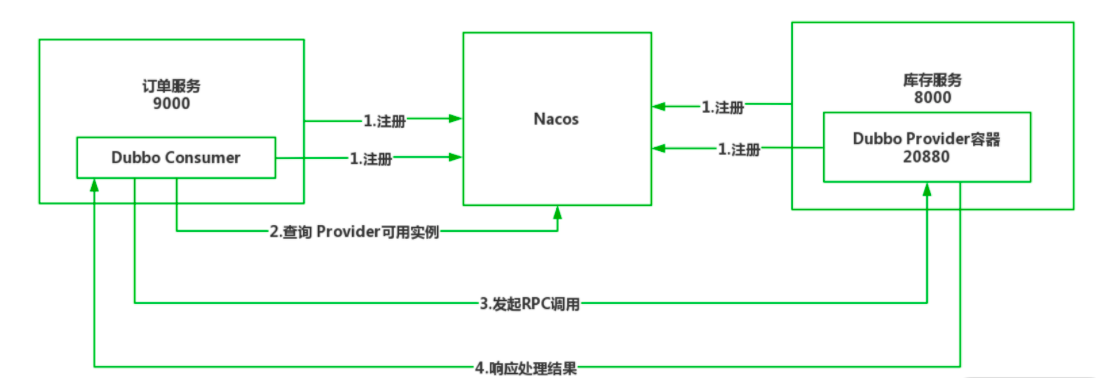 订单服务
9000
Dubbo Consumer
1.注册
1.注册
Nacos
1.注册
1.注册
库存服务
8000
Dubbo Provider容器
20880
2.查询 Provider可用实例
3.发起RPC调用
4.响应处理结果